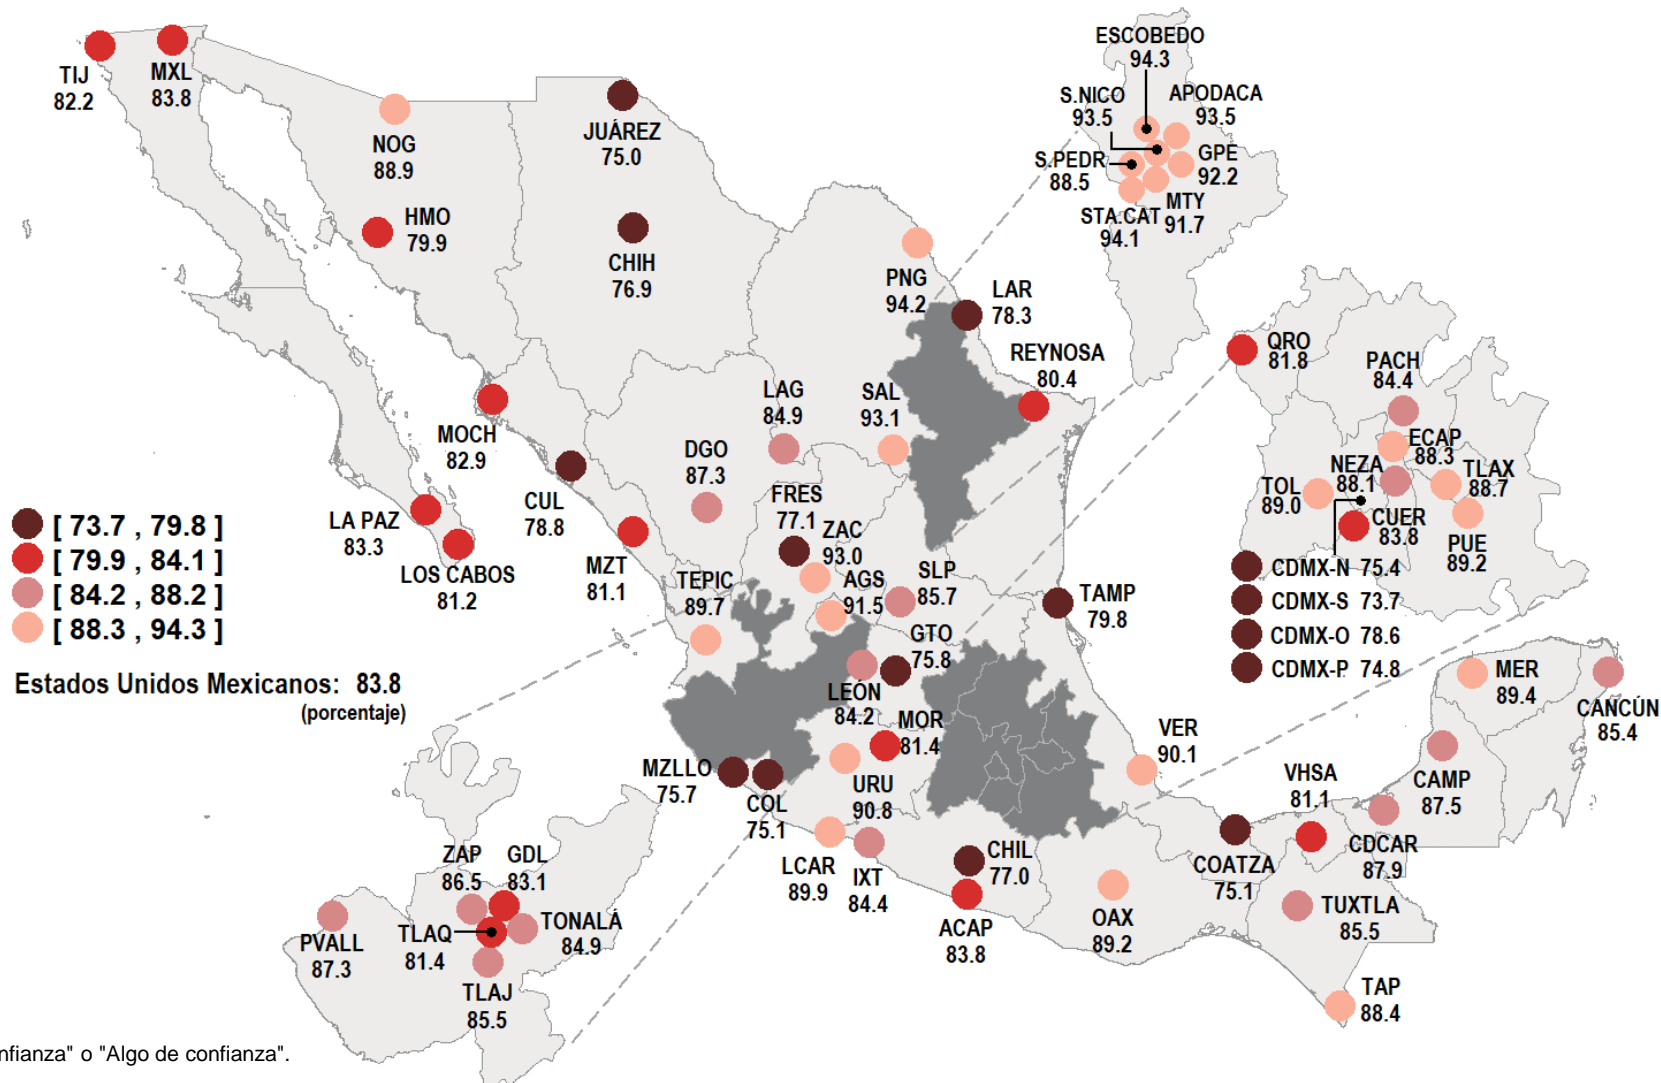 TIJ
82.2
MXL
83.8
NOG
88.9
HMO
79.9
JUÁREZ
75.0
CHIH
76.9
ESCOBEDO
94.3
S.NICO
93.5
APODACA
93.5
S.PEDR
88.5
GPE
92.2
MTY
91.7
STA.CAT
94.1
PNG
94.2
LAR
78.3
REYNOSA
80.4
LAG
84.9
SAL
93.1
DGO
87.3
MOCH
82.9
CUL
78.8
LA PAZ
83.3
LOS CABOS
81.2
MZT
81.1
FRES
77.1
ZAC
93.0
TEPIC
89.7
AGS
91.5
SLP
85.7
TAMP
79.8
GTO
75.8
LEÓN
84.2
MOR
81.4
MZLLO
75.7
COL
75.1
URU
90.8
LCAR
89.9
IXT
84.4
CHIL
77.0
ACAP
83.8
OAX
89.2
VER
90.1
COATZA
75.1
VHSA
81.1
CDCAR
87.9
TUXTLA
85.5
TAP
88.4
MER
89.4
CANCÚN
85.4
CAMP
87.5
QRO
81.8
PACH
84.4
ECAP
88.3
NEZA
88.1
TLAX
88.7
TOL
89.0
CUER
83.8
PUE
89.2
CDMX-N 75.4
CDMX-S 73.7
CDMX-O 78.6
CDMX-P 74.8
[ 73.7 , 79.8 ]
[ 79.9 , 84.1 ]
[ 84.2 , 88.2 ]
[ 88.3 , 94.3 ]
Estados Unidos Mexicanos: 83.8
(porcentaje)
ZAP
86.5
GDL
83.1
TLAQ
81.4
TONALÁ
84.9
PVALL
87.3
TLAJ
85.5
nfianza" o "Algo de confianza".